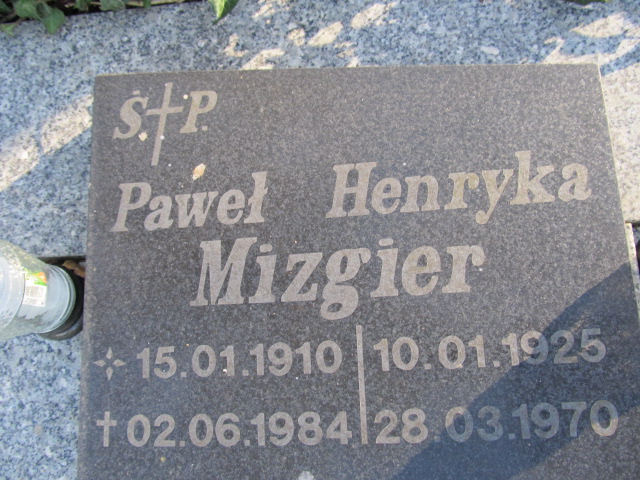 Ś†P.
Paweł Henryka
Mizgier
15.01.1910 10.01.1925
†02.06.1984 28.03.1970